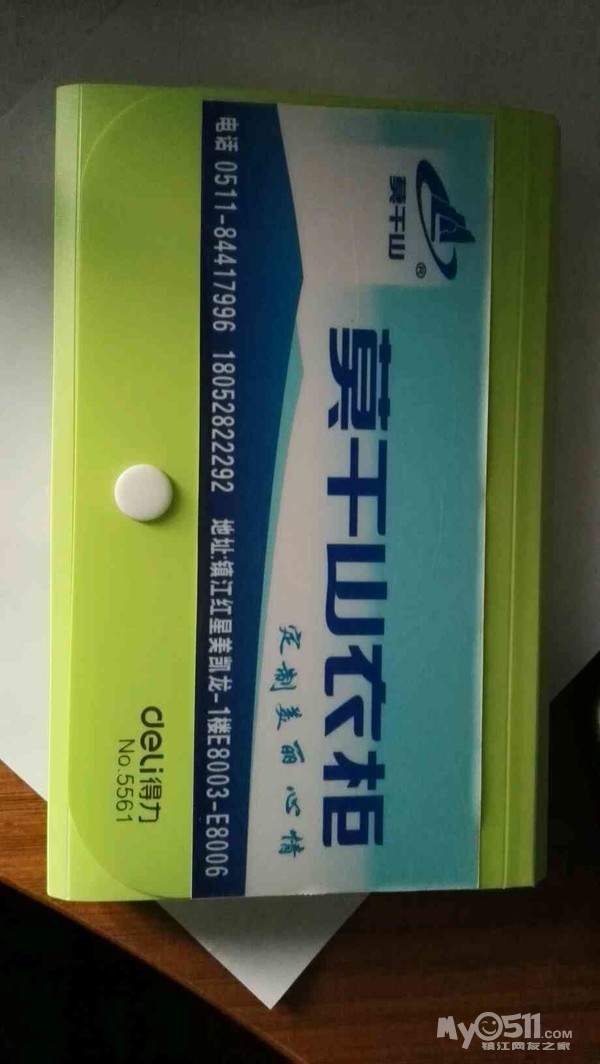 莫干山
®
莫干山衣柜
定制美丽心情
电话 0511-84417996 18052822292 地址:镇江红星美凯龙-1楼E8003-E8006
deli得力
No.5561
My0511.COM
镇江网友之家